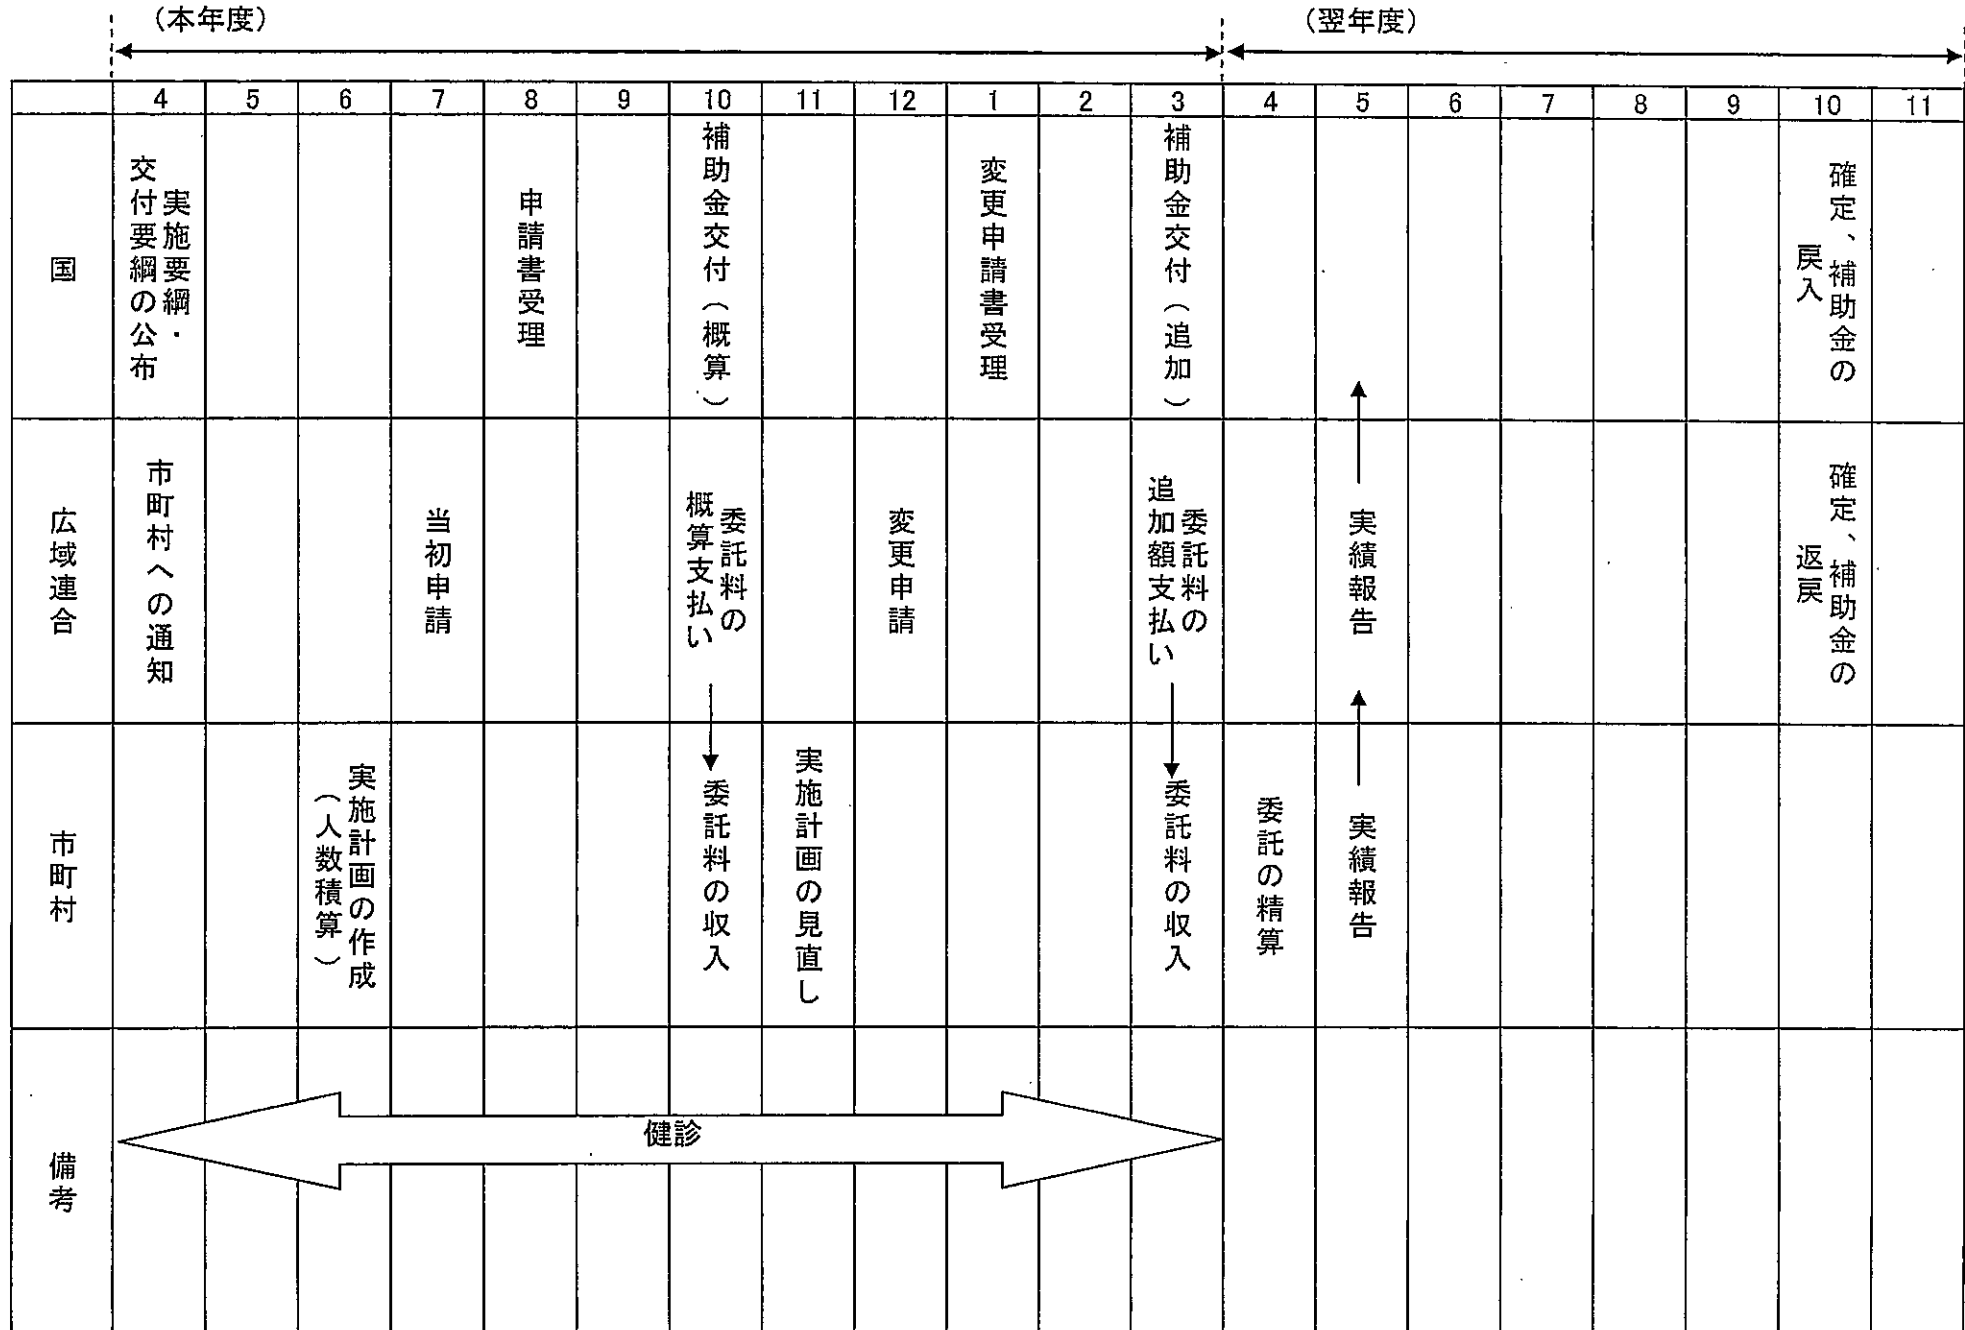 （本年度）
（翌年度）
4 5 6 7 8 9 10 11 12 1 2 3 4 5 6 7 8 9 10 11
国
実施要綱・
交付要綱の公布
申請書受理
補助金交付（概算）
変更申請書受理
補助金交付（追加）
確定、補助金の
戻入
広域連合
市町村への通知
当初申請
委託料の
概算支払い
変更申請
委託料の
追加額支払い
実績報告
確定、補助金の
返戻
市町村
実施計画の作成
（人数積算）
委託料の収入
実施計画の見直し
委託料の収入
委託の精算
実績報告
備考
健診